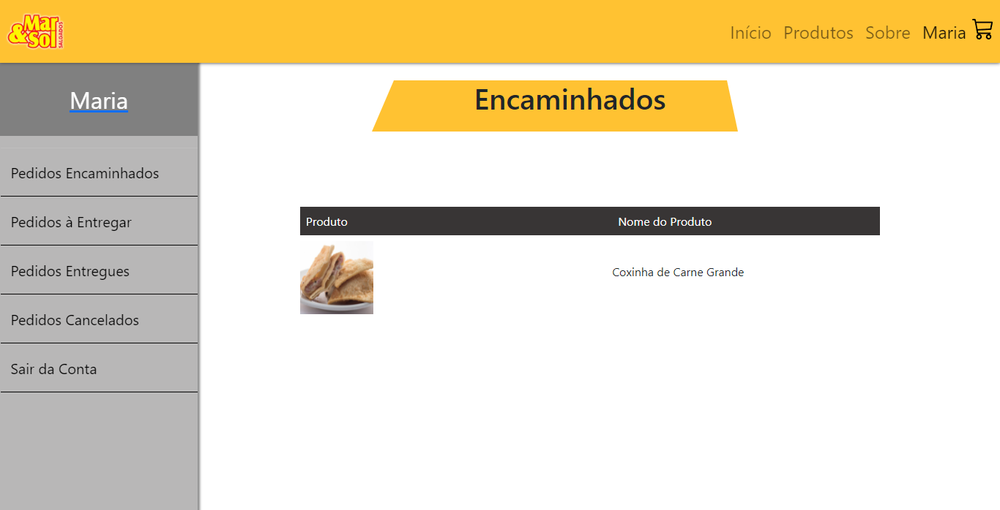 Mar
&Sol
SALGADOS
Início Produtos Sobre Maria
Maria
Pedidos Encaminhados
Pedidos à Entregar
Pedidos Entregues
Pedidos Cancelados
Sair da Conta
Encaminhados
Produto Nome do Produto
Coxinha de Carne Grande